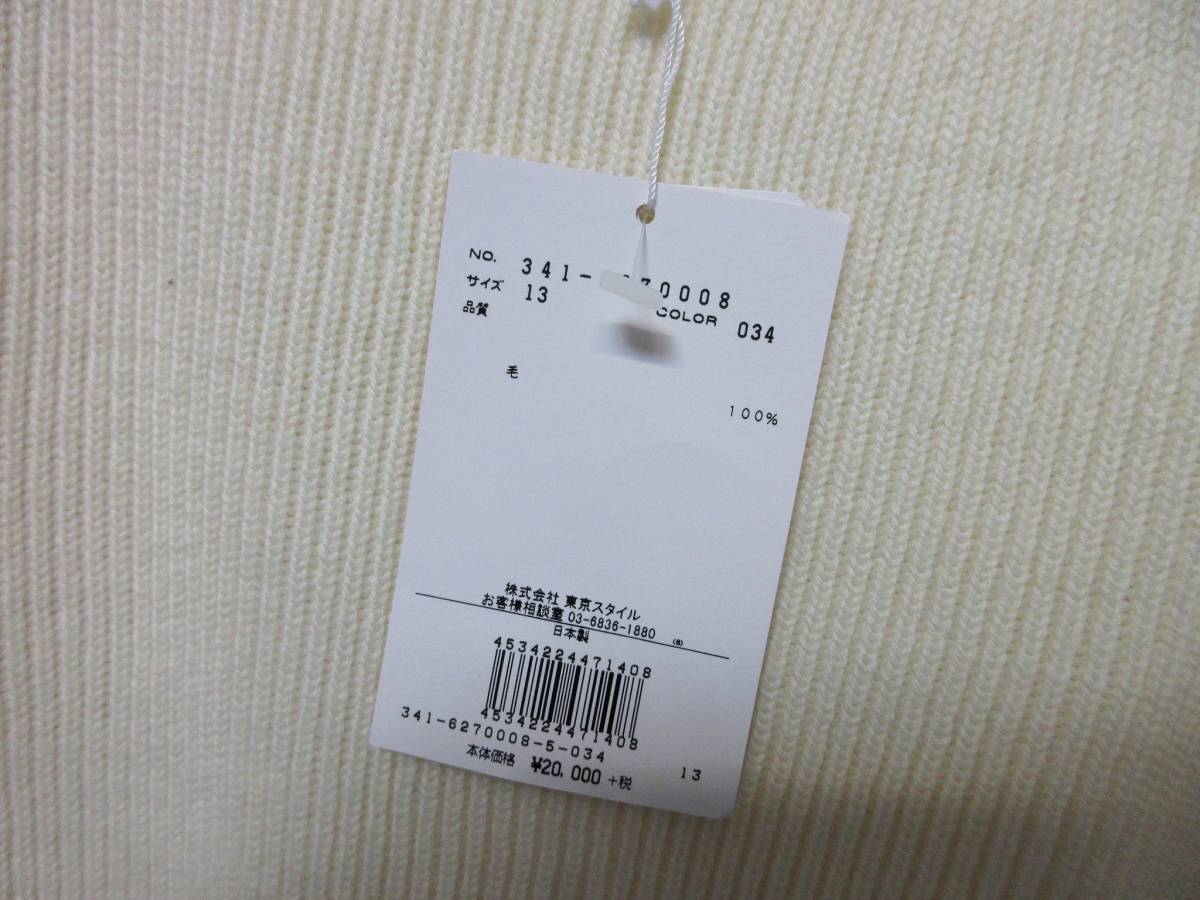 NO. 341- 70008
サイズ 13 COLOR 034
品質
毛 100%
株式会社 東京スタイル
お客様相談室 03-6836-1880
日本製
4534224471408
4534224471408
341-6270008-5-034
本体価格 ¥20,000 +税 13